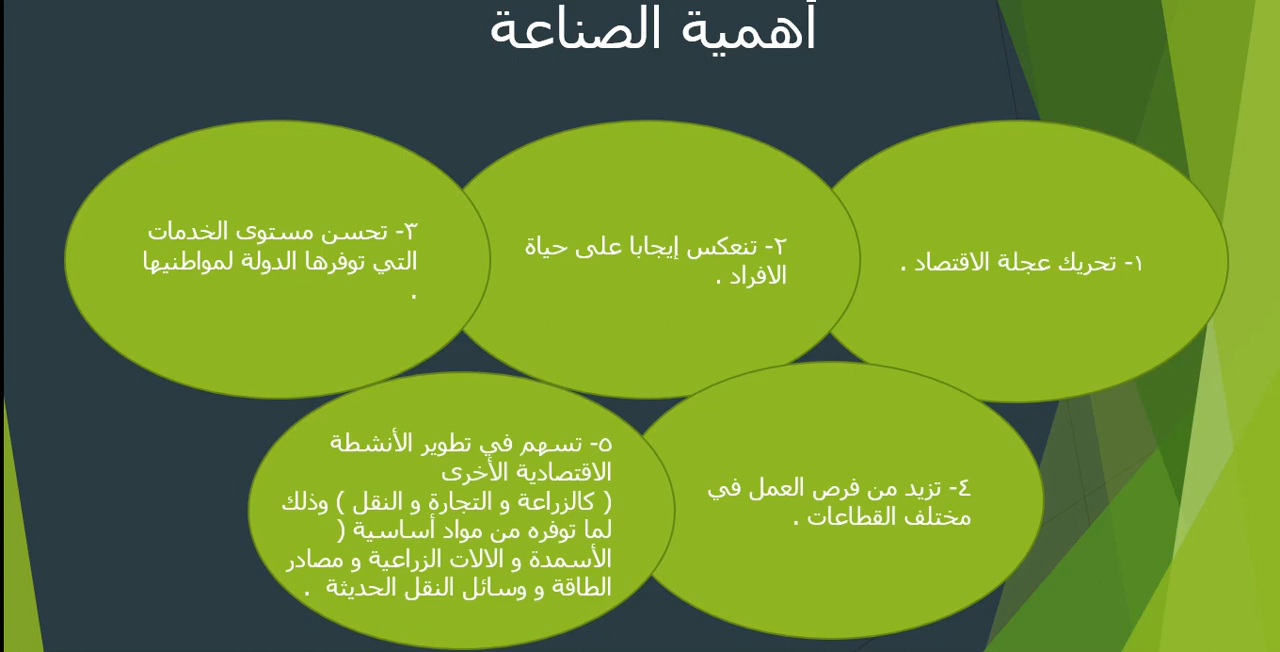 أهمية الصناعة
١- تحريك عجلة الاقتصاد .
٢- تنعكس إيجابا على حياة
الافراد .
٣- تحسن مستوى الخدمات
التي توفرها الدولة لمواطنيها
.
٤- تزيد من فرص العمل في
مختلف القطاعات .
٥- تسهم في تطوير الأنشطة
الاقتصادية الأخرى
( كالزراعة و التجارة و النقل ) وذلك
لما توفره من مواد أساسية (
الأسمدة و الالات الزراعية و مصادر
الطاقة و وسائل النقل الحديثة .